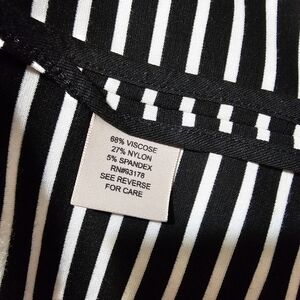 68% VISCOSE
27% NYLON
5% SPANDEX
RN#93178
SEE REVERSE
FOR CARE